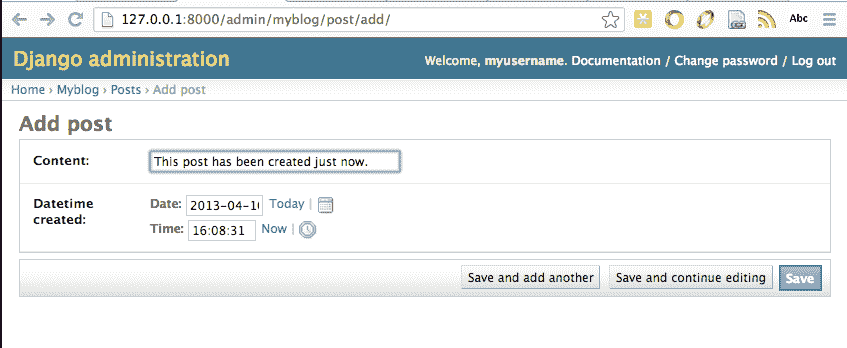 127.0.0.1:8000/admin/myblog/post/add/
Abc
Django administration
Welcome, myusername. Documentation / Change password / Log out
Home › Myblog › Posts › Add post
Add post
Content: This post has been created just now.
Datetime created: Date: 2013-04-1 Today |
Time: 16:08:31 Now |
Save and add another Save and continue editing Save